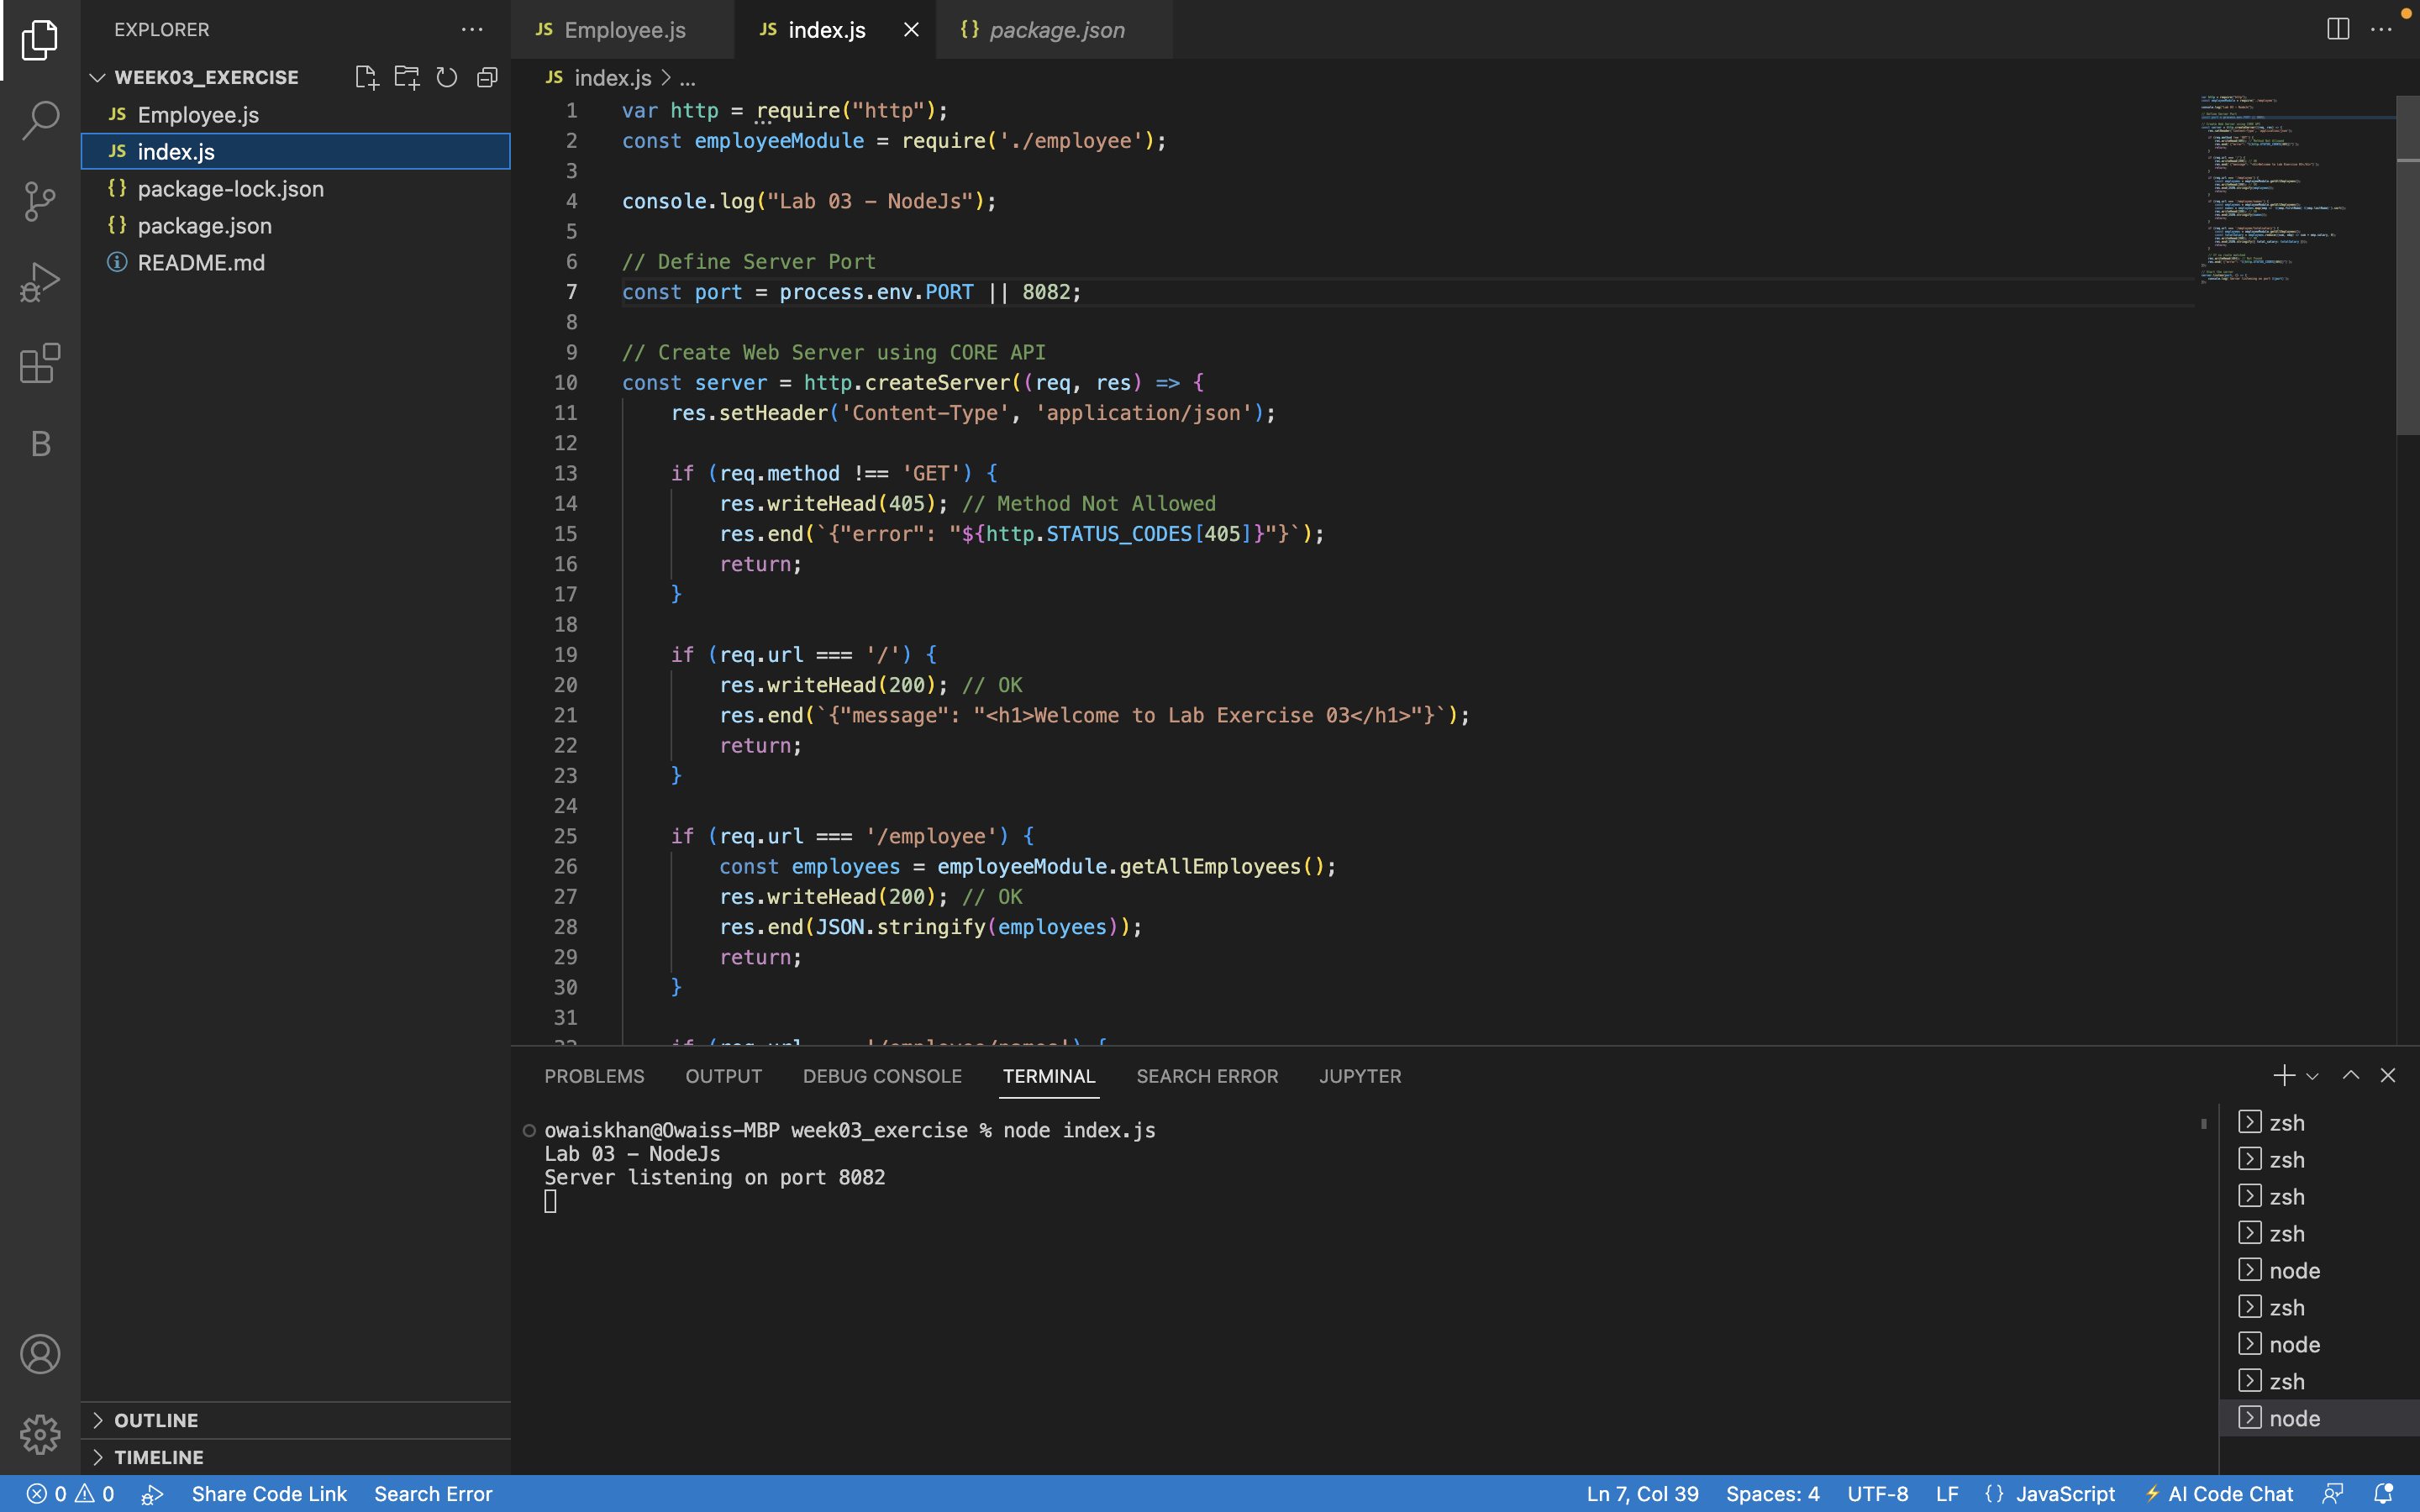 EXPLORER
WEEK03_EXERCISE
JS Employee.js
JS index.js
{} package-lock.json
{} package.json
README.md
OUTLINE
TIMELINE
JS Employee.js
JS index.js
{} package.json
JS index.js > ...
1 var http = require("http");
2 const employeeModule = require('./employee');
3
4 console.log("Lab 03 - NodeJs");
5
6 // Define Server Port
7 const port = process.env.PORT || 8082;
8
9 // Create Web Server using CORE API
10 const server = http.createServer((req, res) => {
11 res.setHeader('Content-Type', 'application/json');
12
13 if (req.method !== 'GET') {
14 res.writeHead(405); // Method Not Allowed
15 res.end(`{"error": "${http.STATUS_CODES[405]}"}`);
16 return;
17 }
18
19 if (req.url === '/') {
20 res.writeHead(200); // OK
21 res.end(`{"message": "<h1>Welcome to Lab Exercise 03</h1>"}`);
22 return;
23 }
24
25 if (req.url === '/employee') {
26 const employees = employeeModule.getAllEmployees();
27 res.writeHead(200); // OK
28 res.end(JSON.stringify(employees));
29 return;
30 }
31
PROBLEMS OUTPUT DEBUG CONSOLE TERMINAL SEARCH ERROR JUPYTER
owaiskhan@Owaiss-MBP week03_exercise % node index.js
Lab 03 - NodeJs
Server listening on port 8082
zsh
zsh
zsh
zsh
node
zsh
node
zsh
node
0 0 Share Code Link Search Error Ln 7, Col 39 Spaces: 4 UTF-8 LF {} JavaScript AI Code Chat